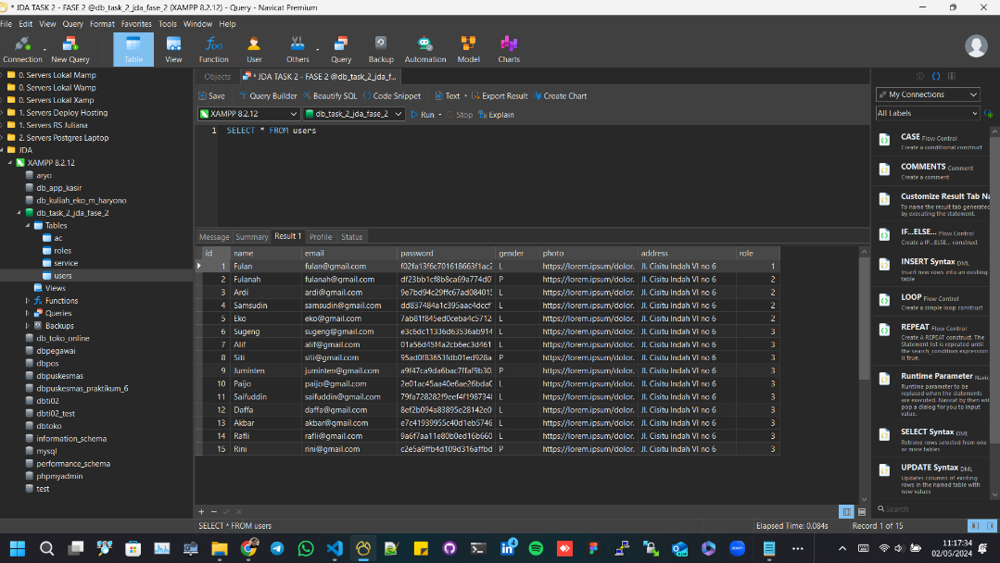 * JDA TASK 2 - FASE 2 @db_task_2_jda_fase_2 (XAMPP 8.2.12) - Query - Navicat Premium
File Edit View Query Format Favorites Tools Window Help
Connection New Query Table View Function User Others Query Backup Automation Model Charts
0. Servers Lokal Mamp
0. Servers Lokal Wamp
0. Servers Lokal Xamp
1. Servers Deploy Hosting
1. Servers RS Juliana
2. Servers Postgres Laptop
JDA
XAMPP 8.2.12
aryo
db_app_kasir
db_kuliah_eko_m_haryono
db_task_2_jda_fase_2
Tables
ac
roles
service
users
Views
Functions
Queries
Backups
db_toko_online
dbpegawai
dbpos
dbpuskesmas
dbpuskesmas_praktikum_6
dbti02
dbti02_test
dbtoko
information_schema
mysql
performance_schema
phpmyadmin
test
Objects * JDA TASK 2 - FASE 2 @db_task_2_jda_f...
Save Query Builder Beautify SQL Code Snippet Text Export Result Create Chart
XAMPP 8.2.12 db_task_2_jda_fase_2 Run Stop Explain
1 SELECT * FROM users
Message Summary Result 1 Profile Status
id name email password gender photo address role
1 Fulan fulan@gmail.com f02fa13f6c701618663f1ac2 L https://lorem.ipsum/dolor. Jl. Cisitu Indah VI no 6 1
2 Fulanah fulanah@gmail.com df23bb1cf8b8ca69a774d07 P https://lorem.ipsum/dolor. Jl. Cisitu Indah VI no 6 2
3 Ardi ardi@gmail.com 9e7bd94c29ffc67ad084015 L https://lorem.ipsum/dolor. Jl. Cisitu Indah VI no 6 2
4 Samsudin samsudin@gmail.com dd837484a1c395aac4dccf L https://lorem.ipsum/dolor. Jl. Cisitu Indah VI no 6 2
5 Eko eko@gmail.com 7ab81f845ed0ceba4c5712 L https://lorem.ipsum/dolor. Jl. Cisitu Indah VI no 6 2
6 Sugeng sugeng@gmail.com e3c6dc11336d63536ab914 L https://lorem.ipsum/dolor. Jl. Cisitu Indah VI no 6 3
7 Alif alif@gmail.com 01a56d45f4a2cb6ec3d461 L https://lorem.ipsum/dolor. Jl. Cisitu Indah VI no 6 3
8 Siti siti@gmail.com 95ad0f83653fdb01ed928a P https://lorem.ipsum/dolor. Jl. Cisitu Indah VI no 6 3
9 Juminten juminten@gmail.com a9f47ca9da6bac7ffaf9b30 P https://lorem.ipsum/dolor. Jl. Cisitu Indah VI no 6 3
10 Paijo paijo@gmail.com 2e01ac45aa40e6ae26bda0 L https://lorem.ipsum/dolor. Jl. Cisitu Indah VI no 6 3
11 Saifuddin saifuddin@gmail.com 79fa728282f9eef4f198734 L https://lorem.ipsum/dolor. Jl. Cisitu Indah VI no 6 3
12 Daffa daffa@gmail.com 8ef2b094a83895e28142e0 L https://lorem.ipsum/dolor. Jl. Cisitu Indah VI no 6 3
13 Akbar akbar@gmail.com e7c41939955c40d1eb5746 L https://lorem.ipsum/dolor. Jl. Cisitu Indah VI no 6 3
14 Rafli rafli@gmail.com 9a6f7aa11e80b0ed16b660 L https://lorem.ipsum/dolor. Jl. Cisitu Indah VI no 6 3
15 Rini rini@gmail.com c2e5a9ffb4d109d316affbd P https://lorem.ipsum/dolor. Jl. Cisitu Indah VI no 6 3
SELECT * FROM users Elapsed Time: 0.084s Record 1 of 15
My Connections
All Labels
CASE Flow Control
Create a conditional construct
COMMENTS Comment
Create a comment
Customize Result Tab Na
To name the result tab generated
by executing the statement.
IF...ELSE... Flow Control
Create a IF...ELSE... construct
INSERT Syntax DML
Insert new rows into an existing
table
LOOP Flow Control
Create a simple loop construct
REPEAT Flow Control
Create A REPEAT construct. The
Statement list is repeated until
the search_condition expression
it true.
Runtime Parameter Navic
Runtime parameter to be
replaced when the statements
are executed. Navicat by then will
pop a dialog for you to input
value.
SELECT Syntax DML
Retrieve rows selected from one
or more tables
UPDATE Syntax DML
Updates columns of existing
rows in the named table with
new values
Search
4
zoom
11:17:34
02/05/2024